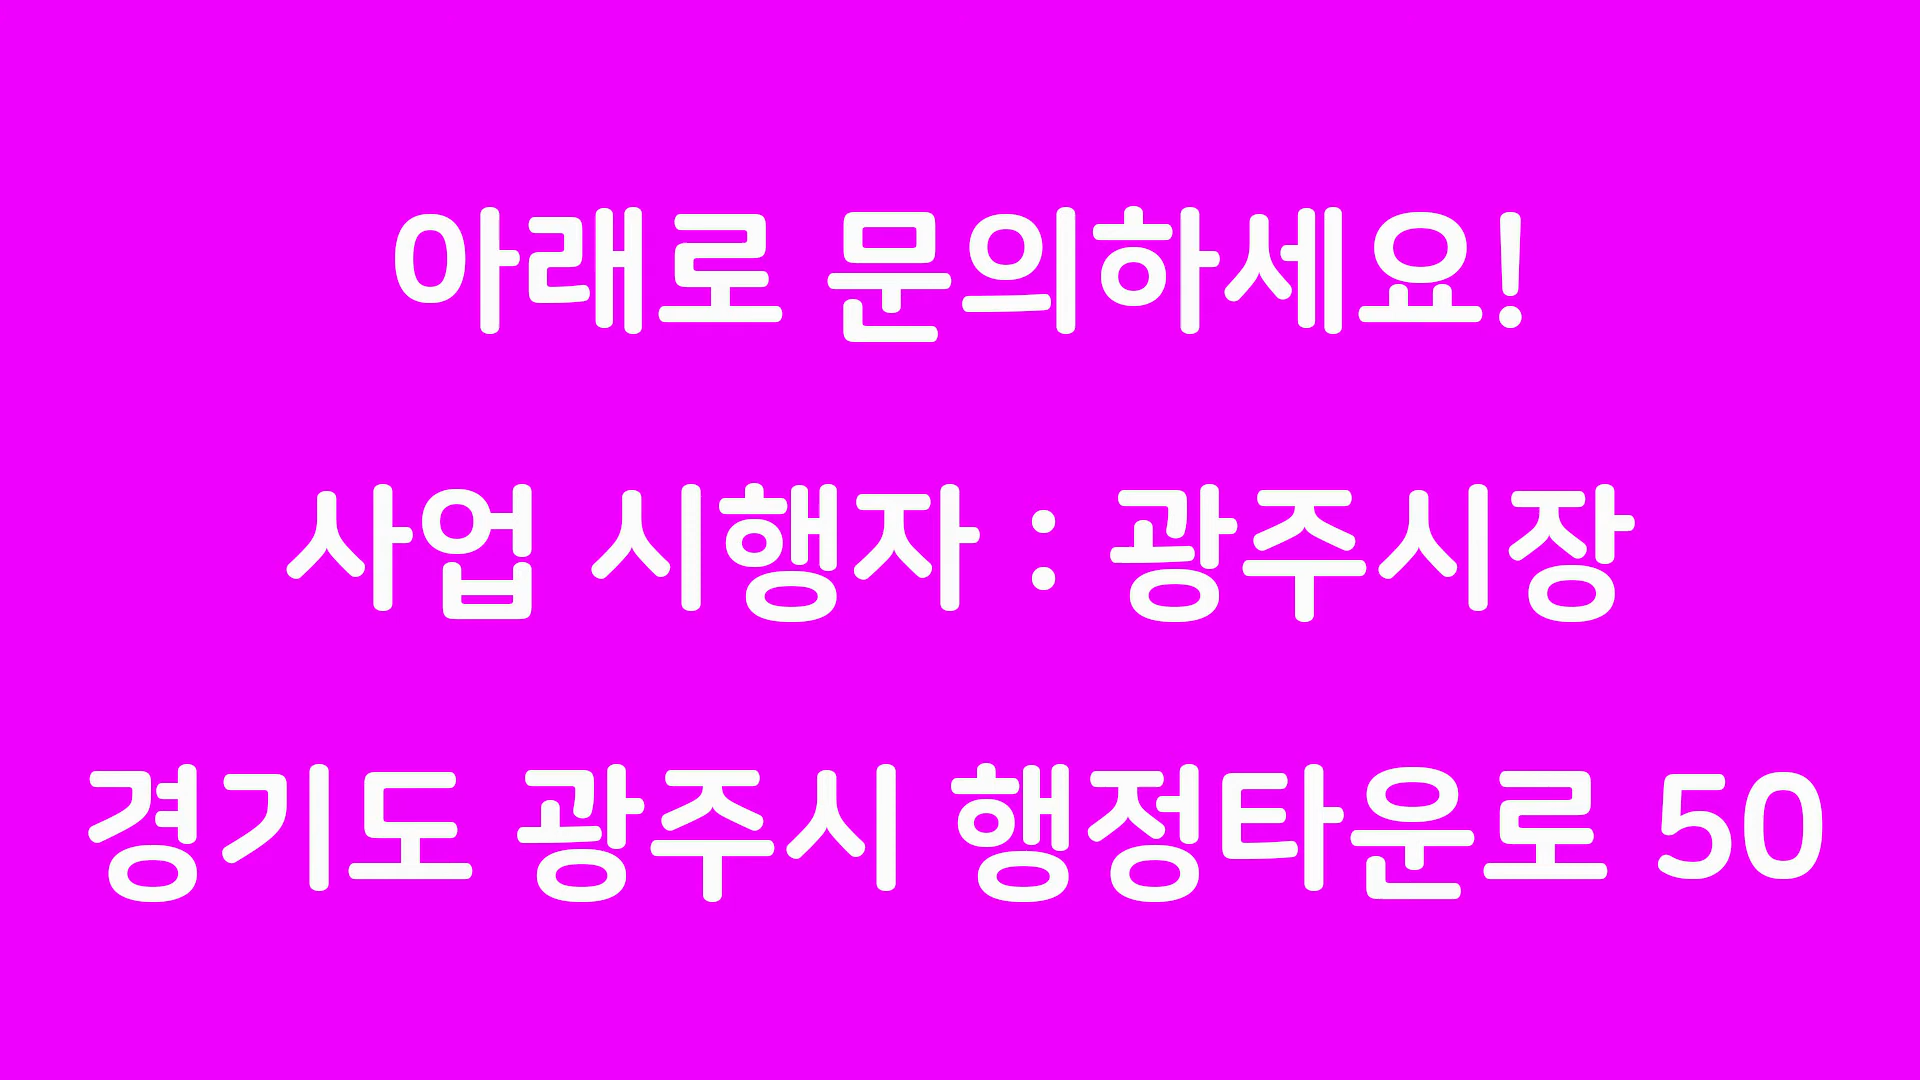 아래로 문의하세요!
사업 시행자 : 광주시장
경기도 광주시 행정타운로 50